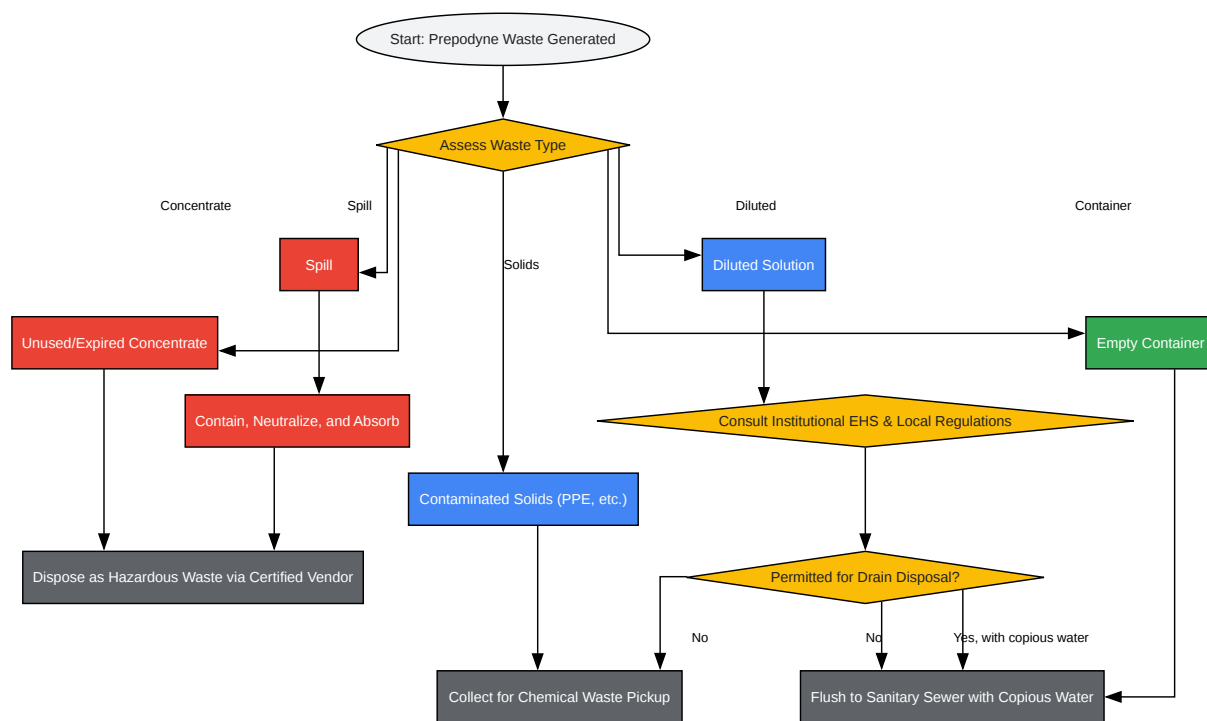 Start: Prepodyne Waste Generated
Assess Waste Type
Concentrate
Spill
Diluted
Container
Spill
Solids
Diluted Solution
Unused/Expired Concentrate
Empty Container
Contain, Neutralize, and Absorb
Consult Institutional EHS & Local Regulations
Contaminated Solids (PPE, etc.)
Dispose as Hazardous Waste via Certified Vendor
Permitted for Drain Disposal?
No
No
Yes, with copious water
Collect for Chemical Waste Pickup
Flush to Sanitary Sewer with Copious Water